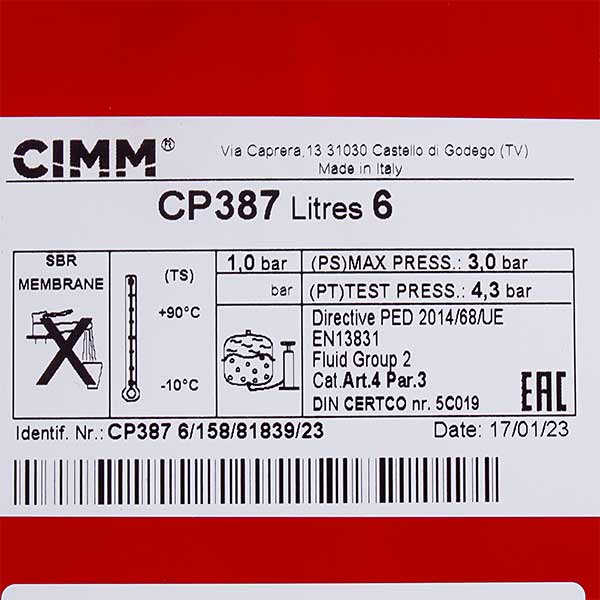 CIMM®
Via Caprera,13 31030 Castello di Godego (TV)
Made in Italy
CP387 Litres 6
SBR
MEMBRANE
(TS)
+90°C
-10°C
1,0 bar
bar
(PS)MAX PRESS.: 3,0 bar
(PT)TEST PRESS.: 4,3 bar
Directive PED 2014/68/UE
EN13831
Fluid Group 2
Cat.Art.4 Par.3
DIN CERTCO nr. 5C019
EAC
Identif. Nr.: CP387 6/158/81839/23
Date: 17/01/23